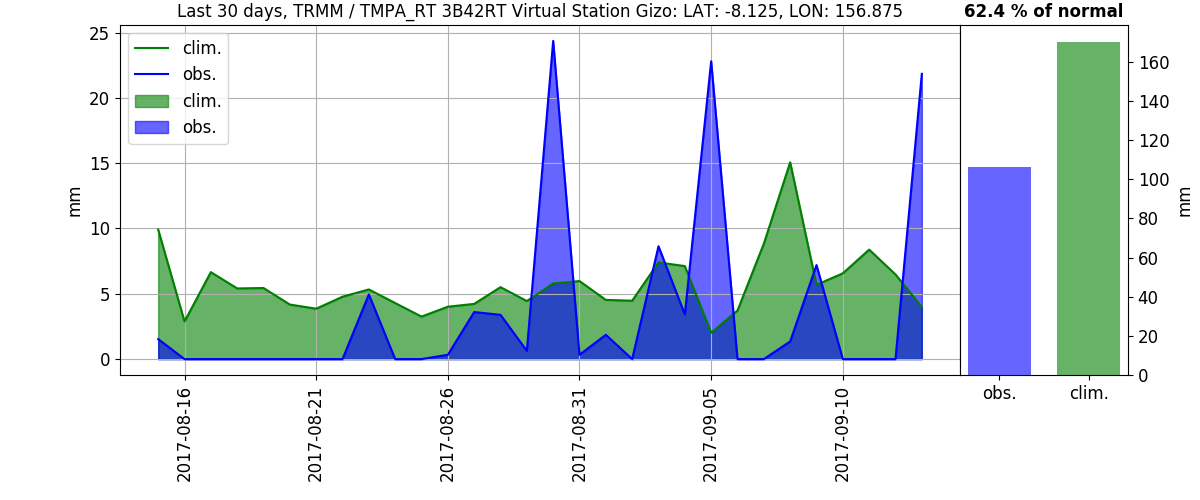 Last 30 days, TRMM / TMPA_RT 3B42RT Virtual Station Gizo: LAT: -8.125, LON: 156.875
62.4 % of normal
clim.
obs.
clim.
obs.
25
20
15
10
5
0
mm
2017-08-16
2017-08-21
2017-08-26
2017-08-31
2017-09-05
2017-09-10
160
140
120
100
80
60
40
20
0
mm
obs.
clim.